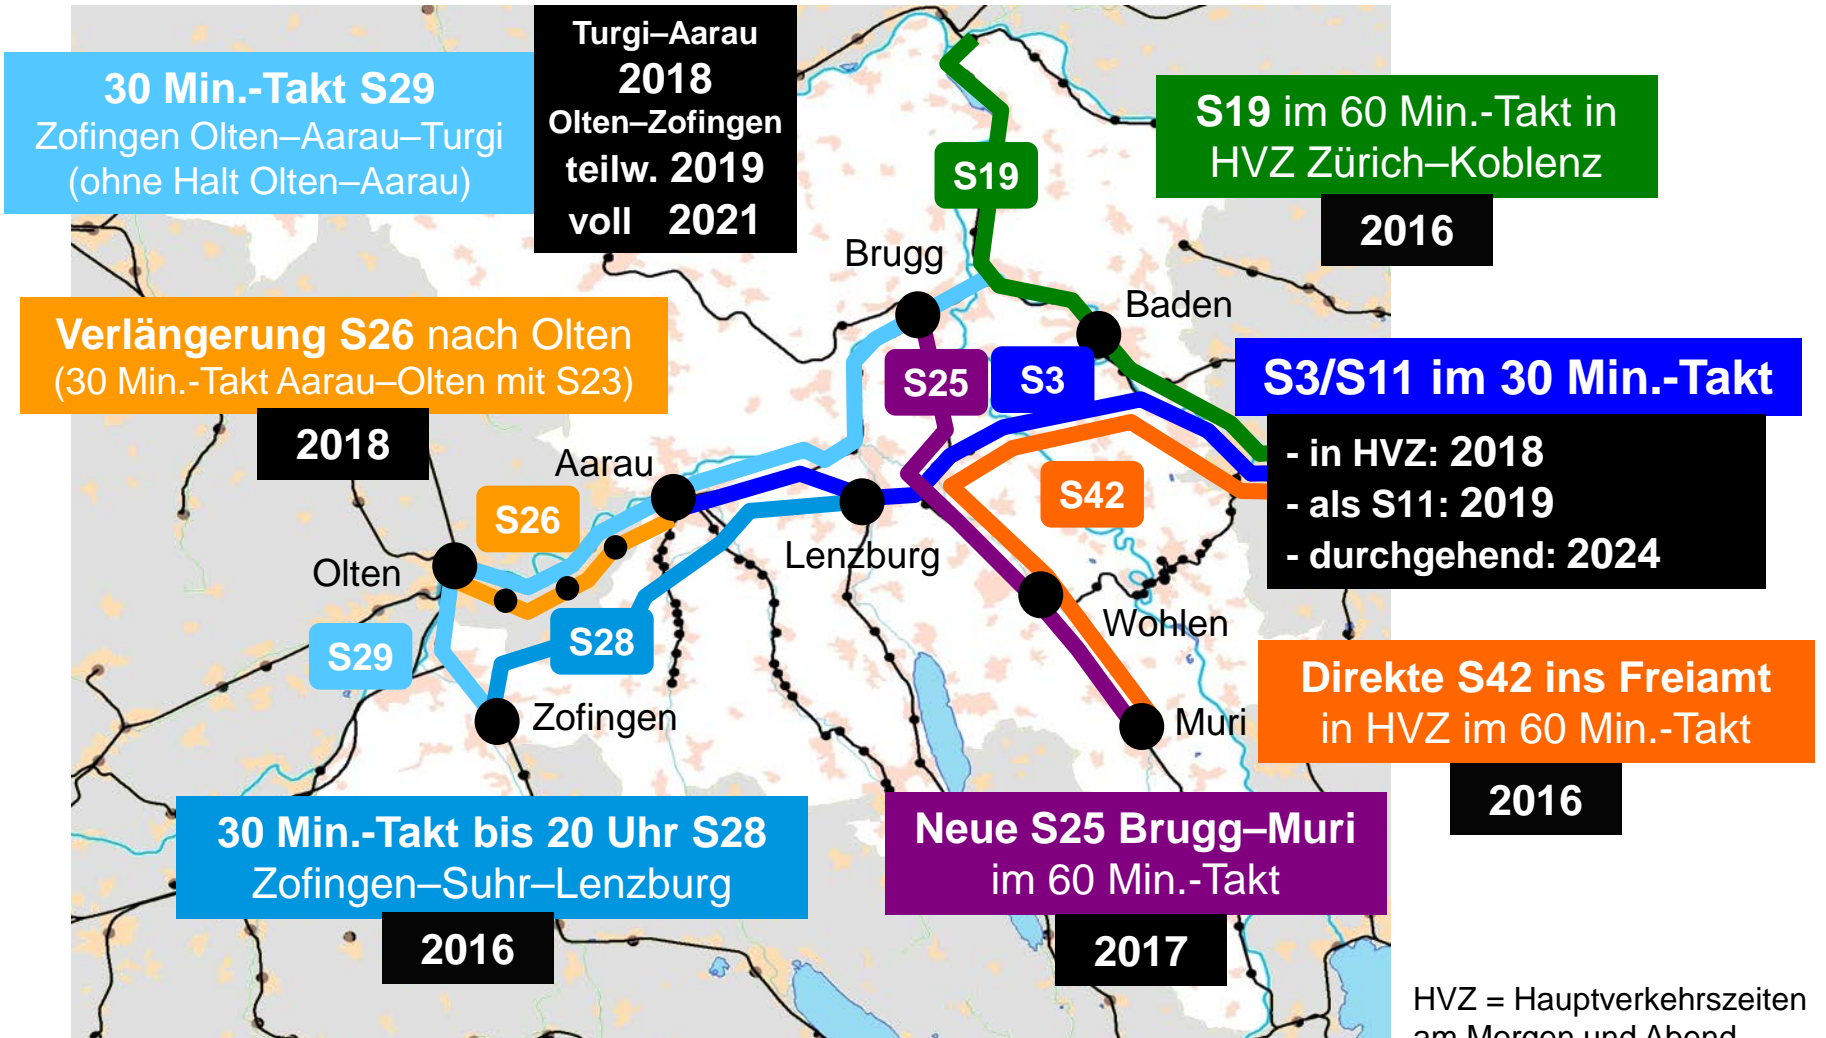 Turgi–Aarau
2018
Olten–Zofingen
teilw. 2019
voll 2021
30 Min.-Takt S29
Zofingen Olten–Aarau–Turgi
(ohne Halt Olten–Aarau)
S19 im 60 Min.-Takt in
HVZ Zürich–Koblenz
2016
S19
Brugg
Baden
Verlängerung S26 nach Olten
(30 Min.-Takt Aarau–Olten mit S23)
2018
S25
S3
S3/S11 im 30 Min.-Takt
- in HVZ: 2018
- als S11: 2019
- durchgehend: 2024
Aarau
S26
S42
Lenzburg
Olten
Wohlen
S28
S29
Zofingen
Muri
Direkte S42 ins Freiamt
in HVZ im 60 Min.-Takt
2016
30 Min.-Takt bis 20 Uhr S28
Zofingen–Suhr–Lenzburg
2016
Neue S25 Brugg–Muri
im 60 Min.-Takt
2017
HVZ = Hauptverkehrszeiten
am Morgen und Abend